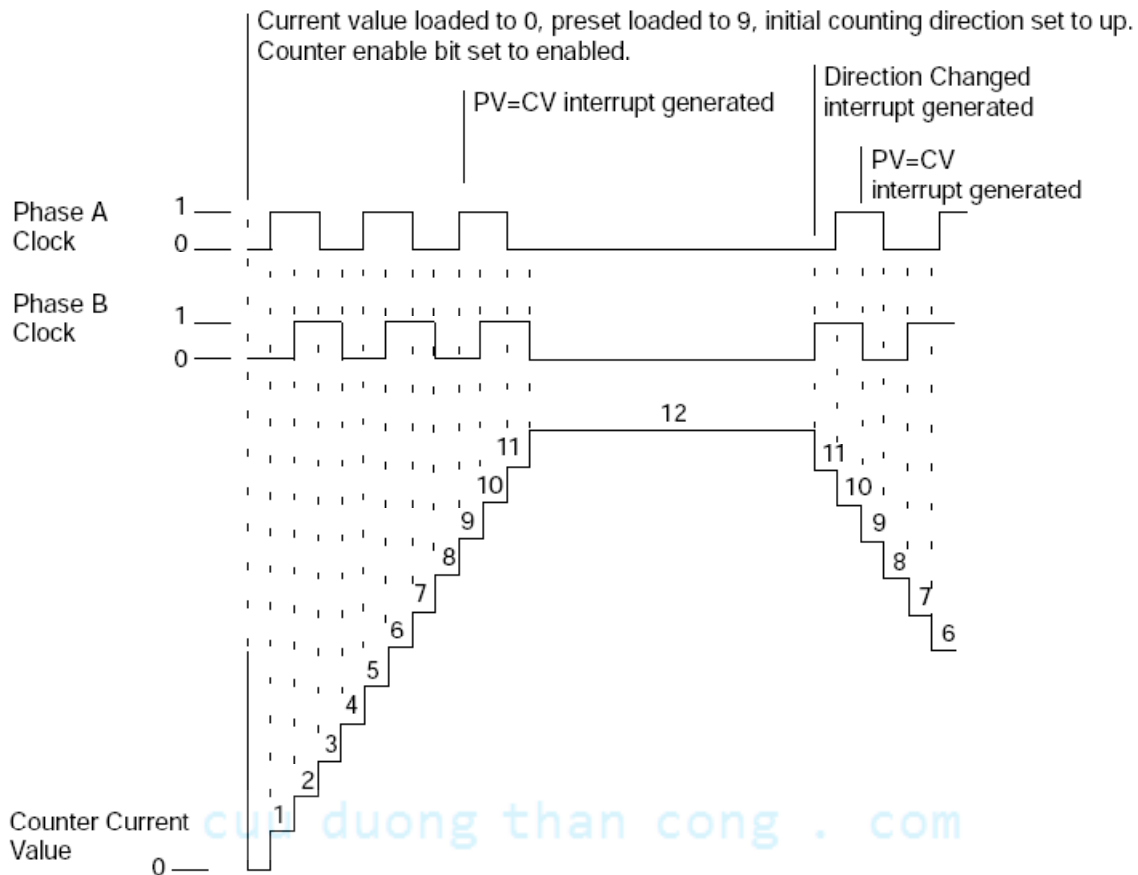 Current value loaded to 0, preset loaded to 9, initial counting direction set to up.
Counter enable bit set to enabled.
PV=CV interrupt generated
Direction Changed
interrupt generated
PV=CV
interrupt generated
Phase A
Clock
1
0
Phase B
Clock
1
0
12
11
10
9
8
7
6
5
4
3
2
1
11
10
9
8
7
6
Counter Current
Value
0
cuu duong than cong . com